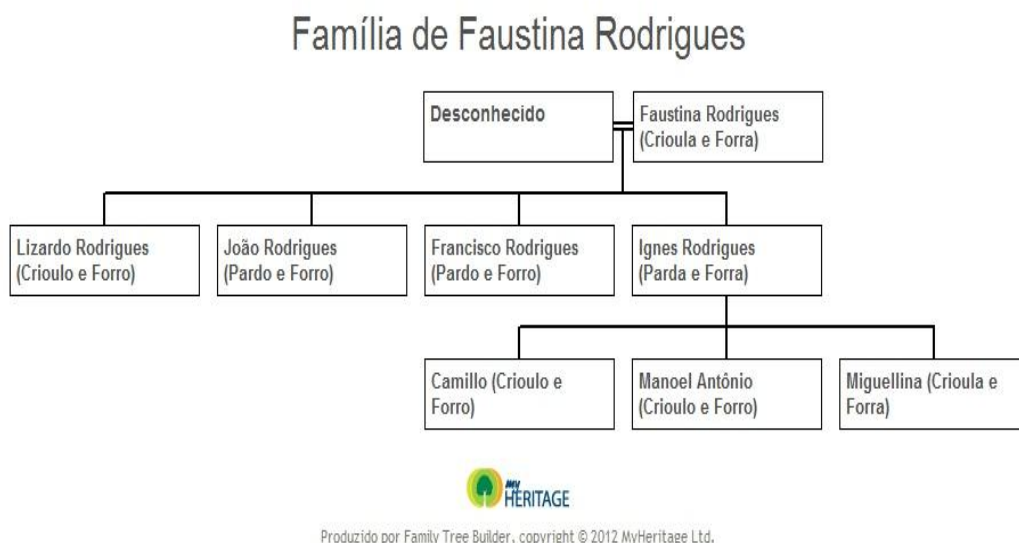 Família de Faustina Rodrigues
Desconhecido
Faustina Rodrigues
(Crioula e Forra)
Lizardo Rodrigues
(Crioulo e Forro)
João Rodrigues
(Pardo e Forro)
Francisco Rodrigues
(Pardo e Forro)
Ignes Rodrigues
(Parda e Forra)
Camillo (Crioulo e
Forro)
Manoel Antônio
(Crioulo e Forro)
Miguellina (Crioula e
Forra)
my
HERITAGE
Produzido por Family Tree Builder, copyright © 2012 MyHeritage Ltd.